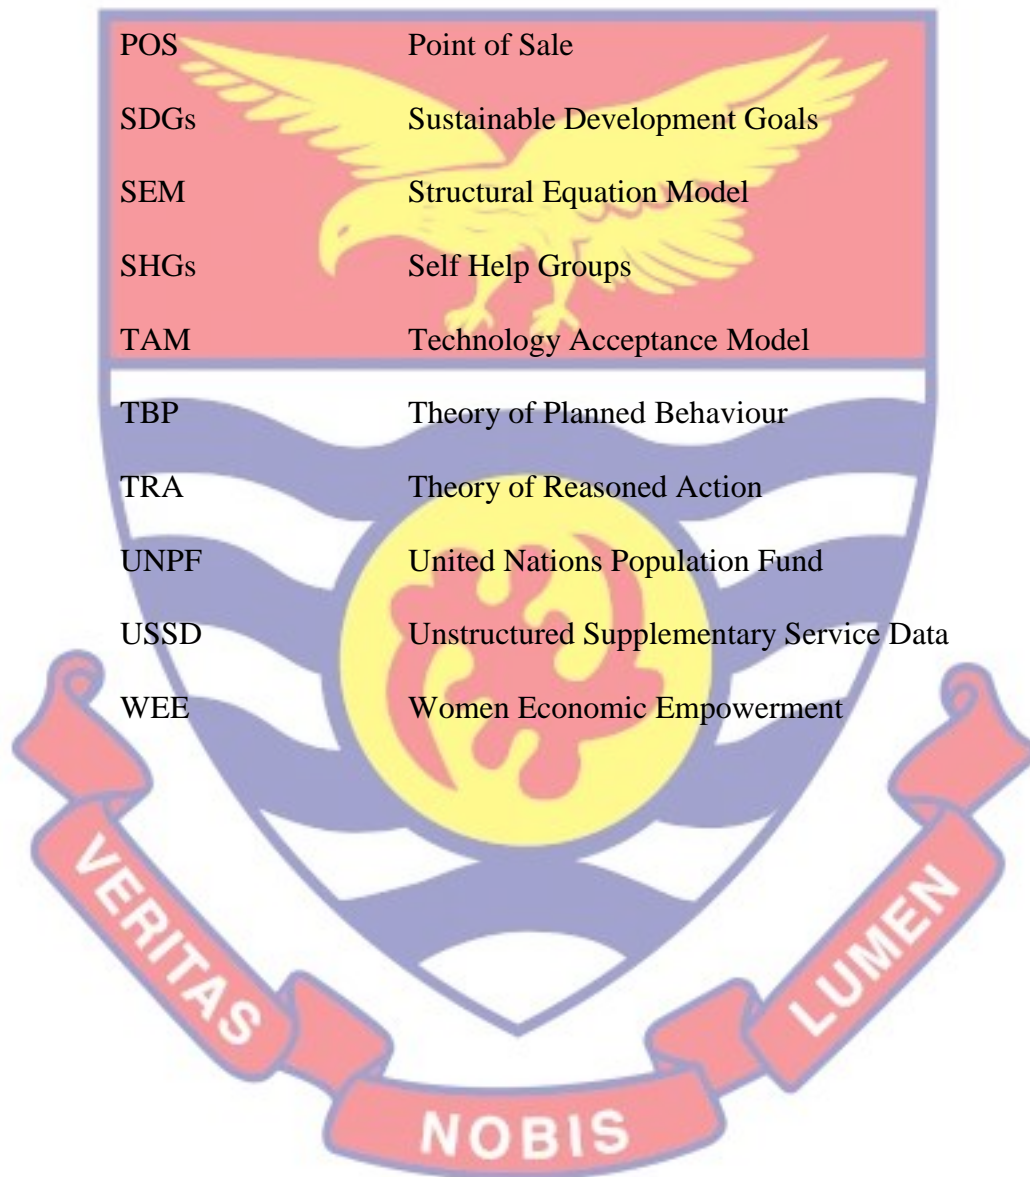 POS Point of Sale
SDGs Sustainable Development Goals
SEM Structural Equation Model
SHGs Self Help Groups
TAM Technology Acceptance Model
TBP Theory of Planned Behaviour
TRA Theory of Reasoned Action
UNPF United Nations Population Fund
USSD Unstructured Supplementary Service Data
WEE Women Economic Empowerment
VERITAS
NOBIS
LUMEN